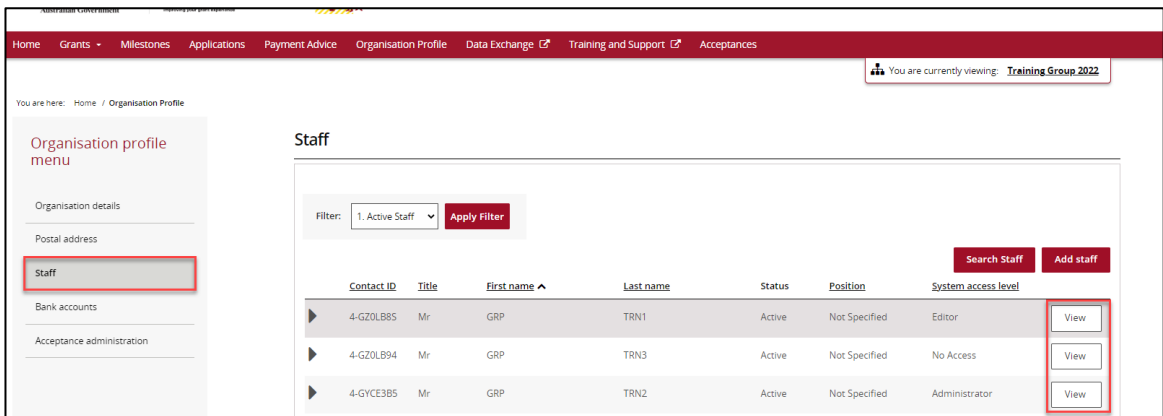 Australian Government Improving your grant experience
Home Grants Milestones Applications Payment Advice Organisation Profile Data Exchange Training and Support Acceptances
You are currently viewing: Training Group 2022
You are here: Home / Organisation Profile
Organisation profile
menu
Organisation details
Postal address
Staff
Bank accounts
Acceptance administration
Staff
Filter: 1. Active Staff Apply Filter
Search Staff Add staff
Contact ID Title First name Last name Status Position System access level
4-GZ0LB8S Mr GRP TRN1 Active Not Specified Editor View
4-GZ0LB94 Mr GRP TRN3 Active Not Specified No Access View
4-GYCE3B5 Mr GRP TRN2 Active Not Specified Administrator View